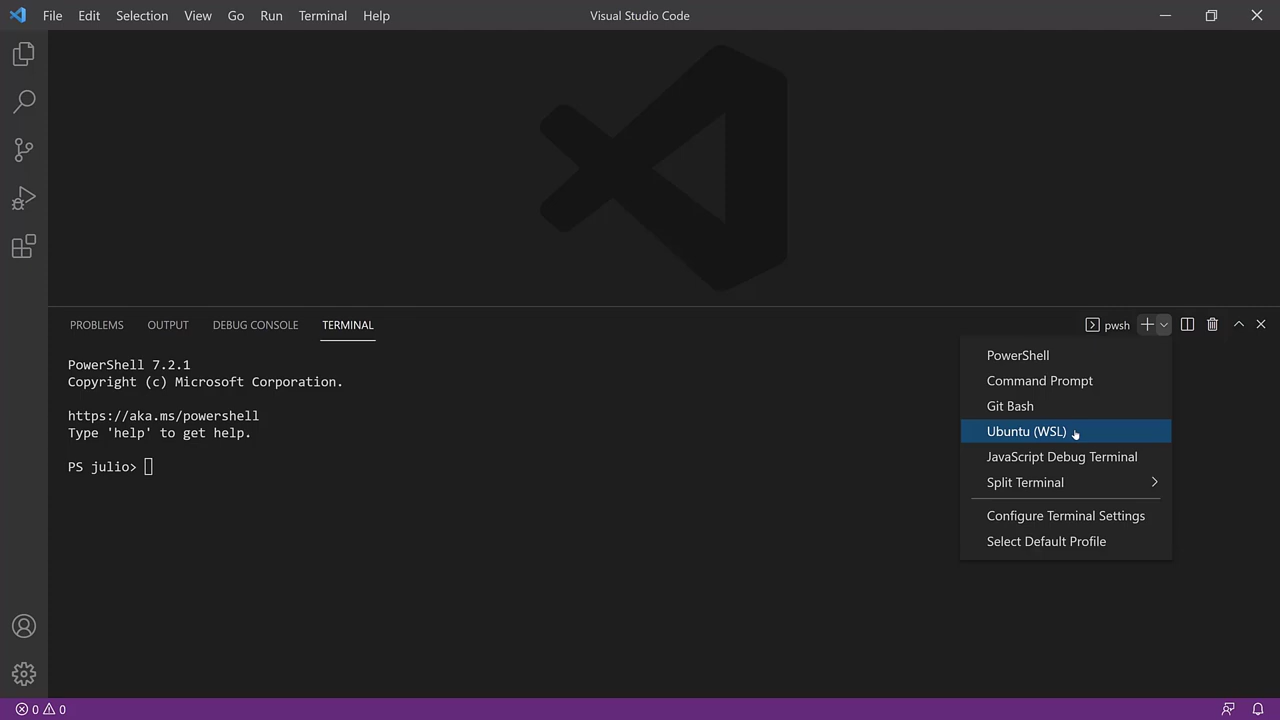 File Edit Selection View Go Run Terminal Help Visual Studio Code
PROBLEMS OUTPUT DEBUG CONSOLE TERMINAL pwsh
PowerShell 7.2.1
Copyright (c) Microsoft Corporation.
https://aka.ms/powershell
Type 'help' to get help.
PS julio>
PowerShell
Command Prompt
Git Bash
Ubuntu (WSL)
JavaScript Debug Terminal
Split Terminal
Configure Terminal Settings
Select Default Profile
0 0